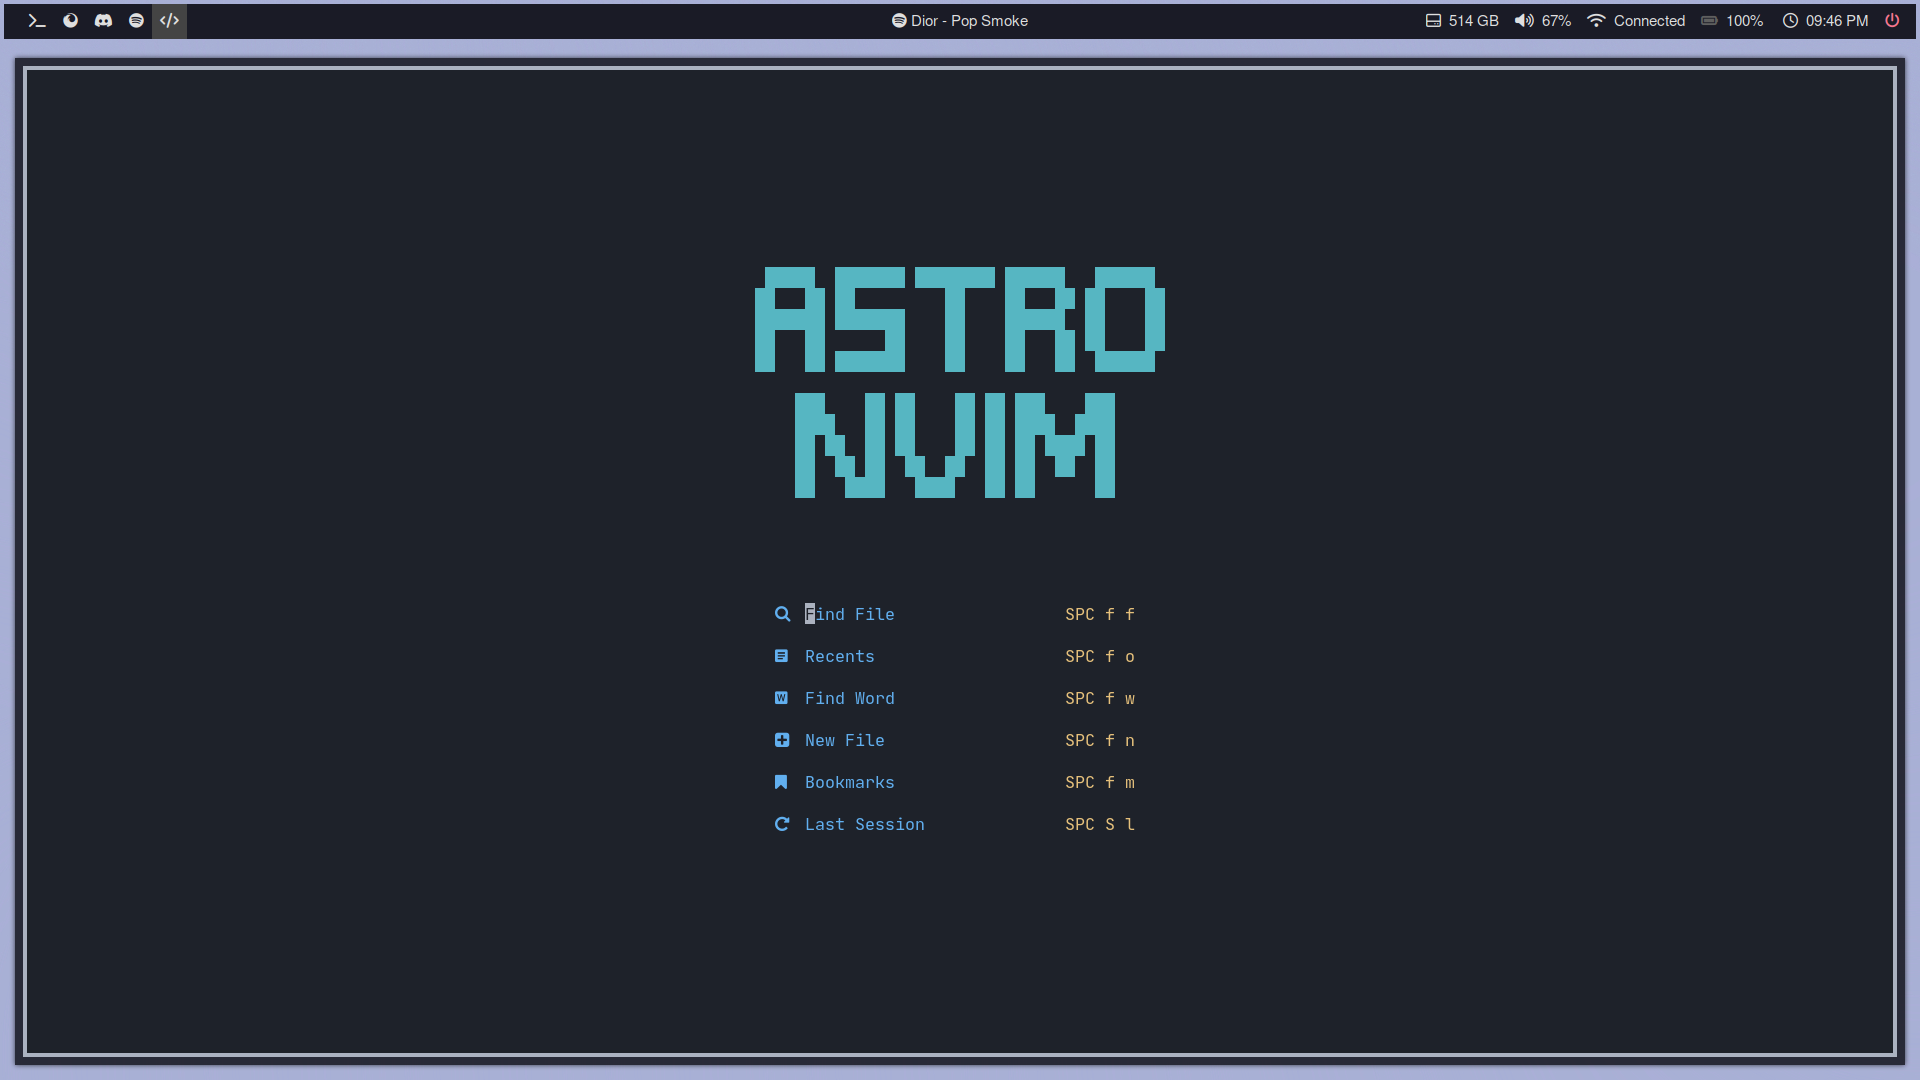 Dior - Pop Smoke 514 GB 67% Connected 100% 09:46 PM
ASTRO
NVIM
Find File SPC f f
Recents SPC f o
Find Word SPC f w
New File SPC f n
Bookmarks SPC f m
Last Session SPC S l